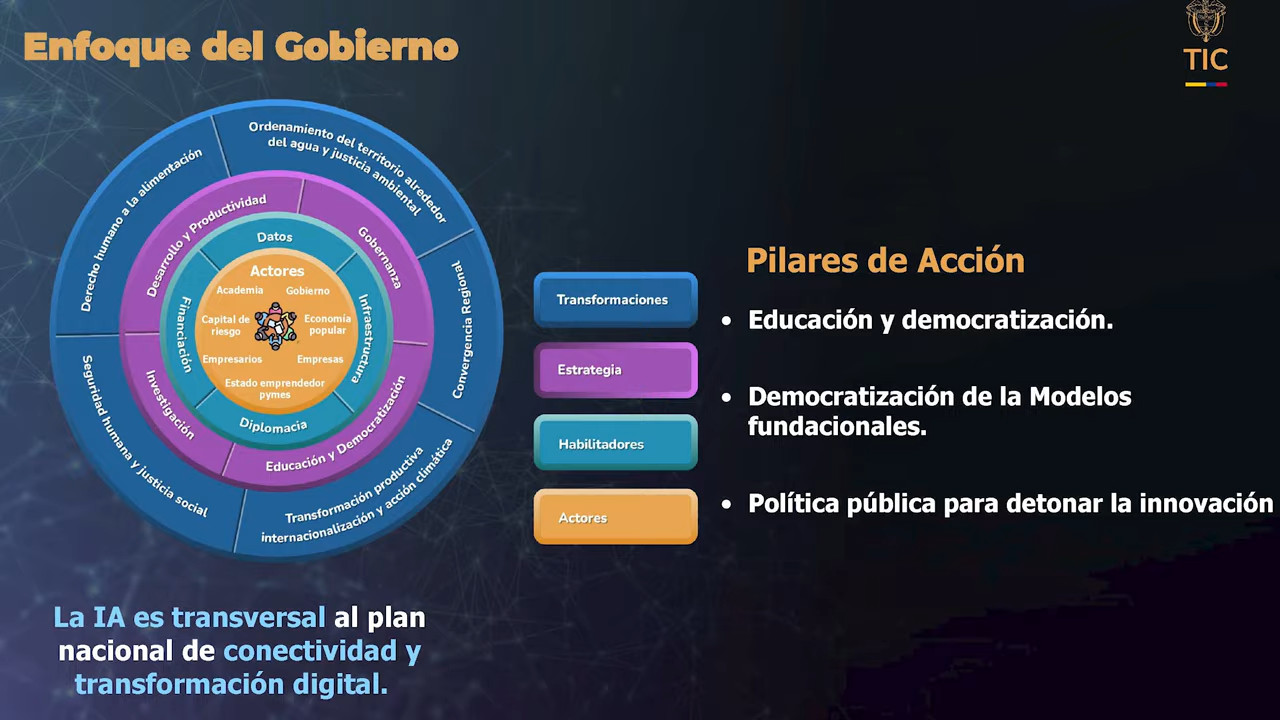 Enfoque del Gobierno
TIC
Ordenamiento del territorio alrededor
del agua y justicia ambiental
Convergencia Regional
Transformación productiva
internacionalización y acción climática
Seguridad humana y justicia social
Derecho humano a la alimentación
Desarrollo y Productividad
Gobernanza
Educación y Democratización
Investigación
Datos
Infraestructura
Diplomacia
Financiación
Actores
Academia
Gobierno
Capital de
riesgo
Economía
popular
Empresarios
Empresas
Estado emprendedor
pymes
Transformaciones
Estrategia
Habilitadores
Actores
Pilares de Acción
• Educación y democratización.
• Democratización de la Modelos
fundacionales.
• Política pública para detonar la innovación
La IA es transversal al plan
nacional de conectividad y
transformación digital.